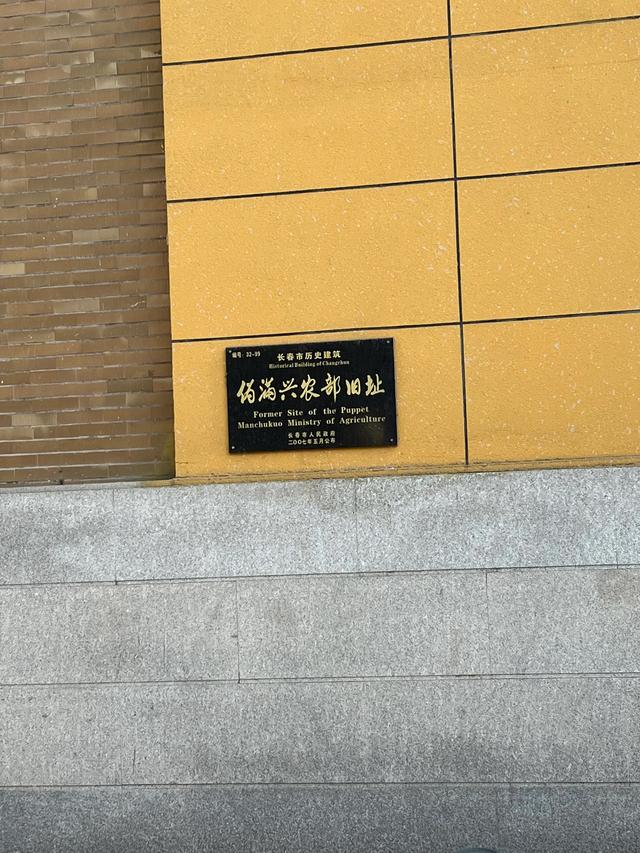 编号：32-99
长春市历史建筑
Historical Building of Changchun
伪满兴农部旧址
Former Site of the Puppet
Manchukuo Ministry of Agriculture
长春市人民政府
二〇〇七年五月公布